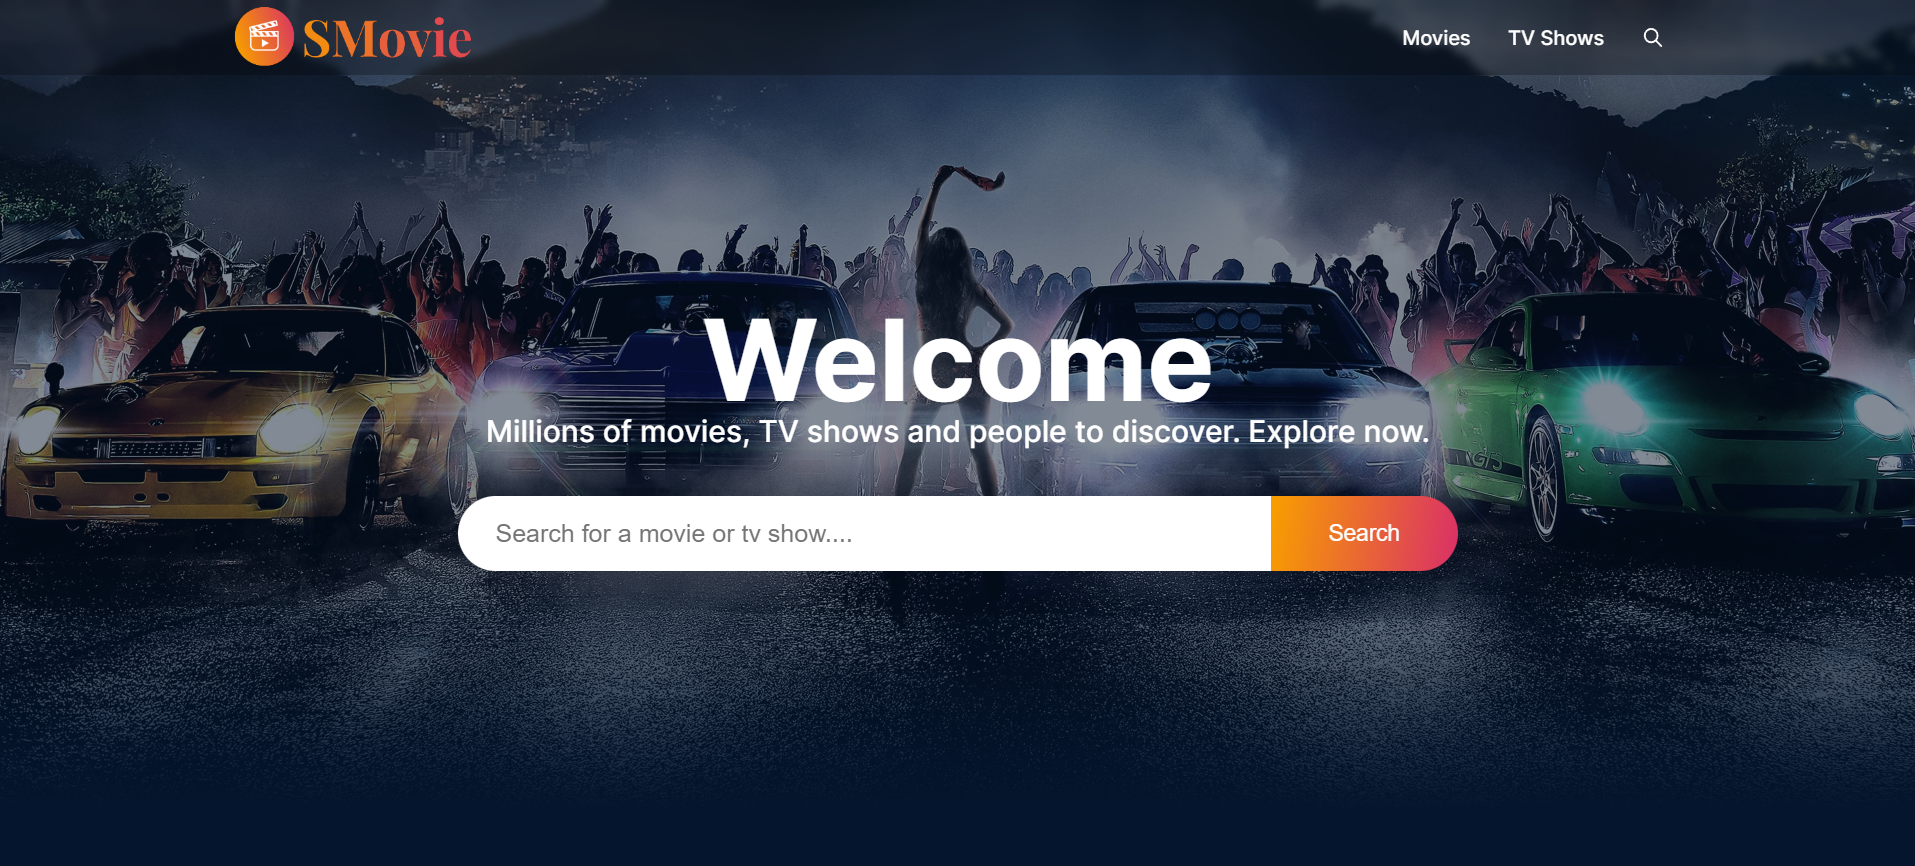 SMovie
Movies TV Shows
Welcome
Millions of movies, TV shows and people to discover. Explore now.
Search for a movie or tv show....
Search
GT3